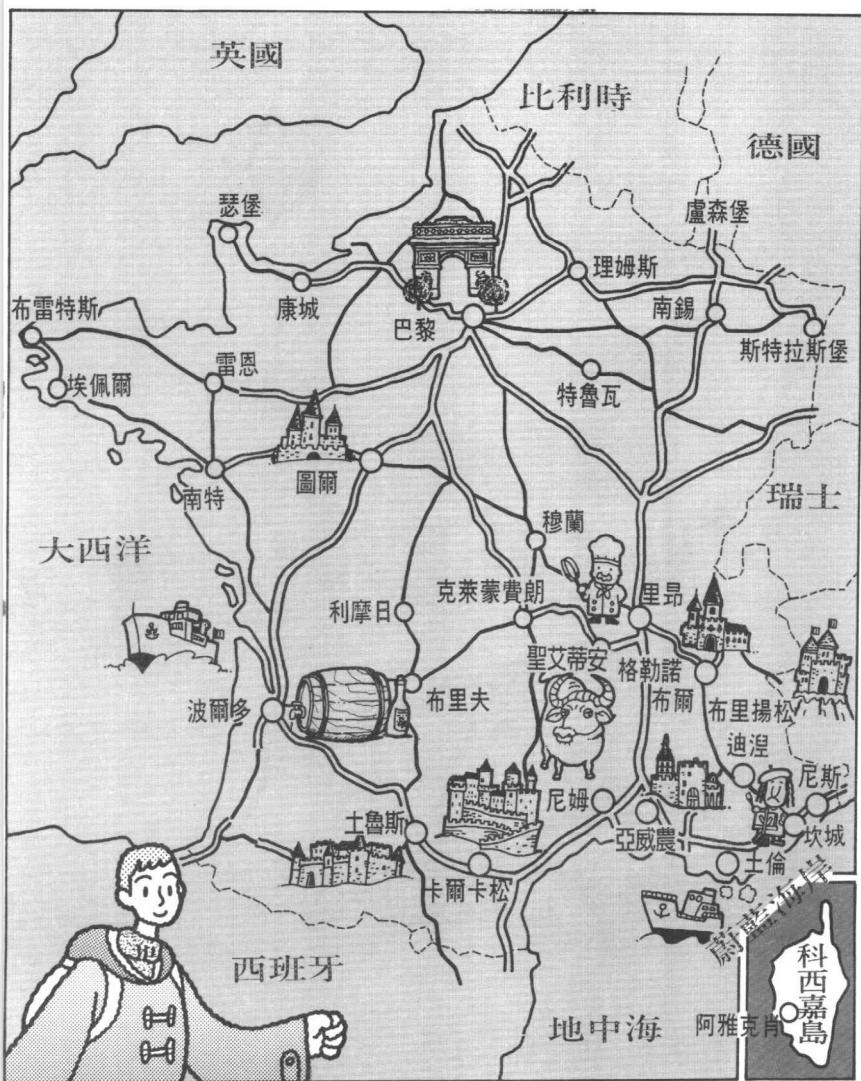 英國
比利時
德國
瑟堡
盧森堡
理姆斯
布雷特斯
康城
巴黎
南錫
斯特拉斯堡
雷恩
埃佩爾
特魯瓦
南特
圖爾
瑞士
大西洋
穆蘭
利摩日
克萊蒙費朗
里昂
聖艾蒂安
格勒諾
布爾
布里揚松
波爾多
布里夫
迪湼
尼斯
尼姆
坎城
土魯斯
亞威農
土倫
卡爾卡松
蔚藍海岸
西班牙
科西嘉島
地中海
阿雅克肖